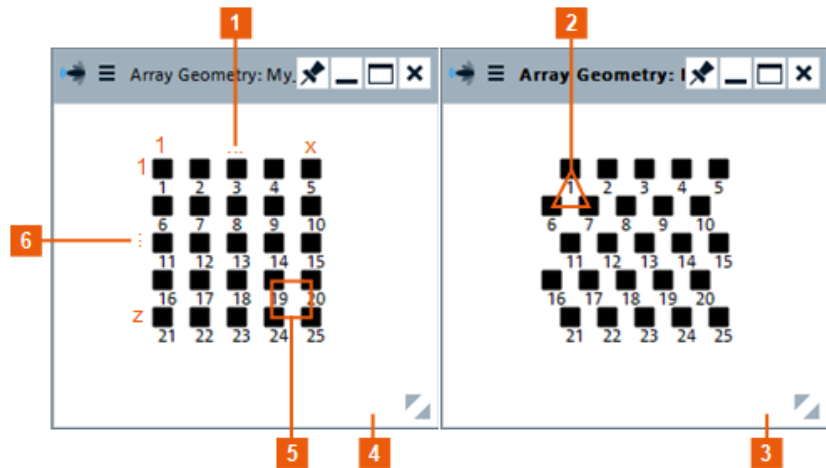 1
2
Array Geometry: My_
Array Geometry: I
1 ... x
1
1 2 3 4 5
6 7 8 9 10
6
⋮
11 12 13 14 15
16 17 18 19 20
z
21 22 23 24 25
1 2 3 4 5
6 7 8 9 10
11 12 13 14 15
16 17 18 19 20
21 22 23 24 25
5
4
3